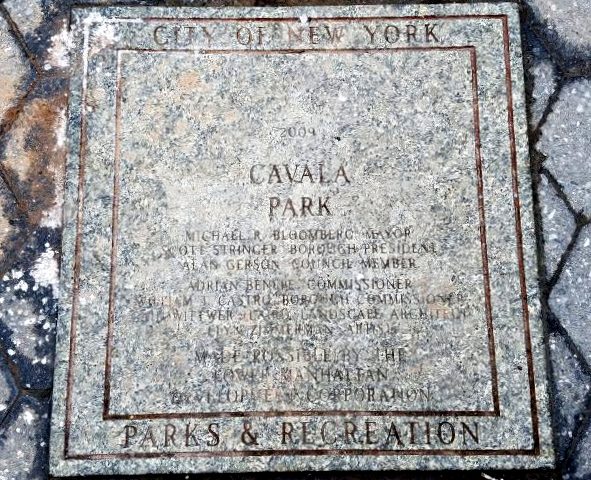 CITY OF NEW YORK
2009
CAVALA
PARK
MICHAEL R. BLOOMBERG MAYOR
SCOTT STRINGER BOROUGH PRESIDENT
ALAN GERSON COUNCIL MEMBER
ADRIAN BENEPE COMMISSIONER
WILLIAM T. CASTRO BOROUGH COMMISSIONER
WITTWER LANDSCAPE ARCHITECT
ZIMMERMAN ARTIST
MADE POSSIBLE BY THE
LOWER MANHATTAN
DEVELOPMENT CORPORATION
PARKS & RECREATION